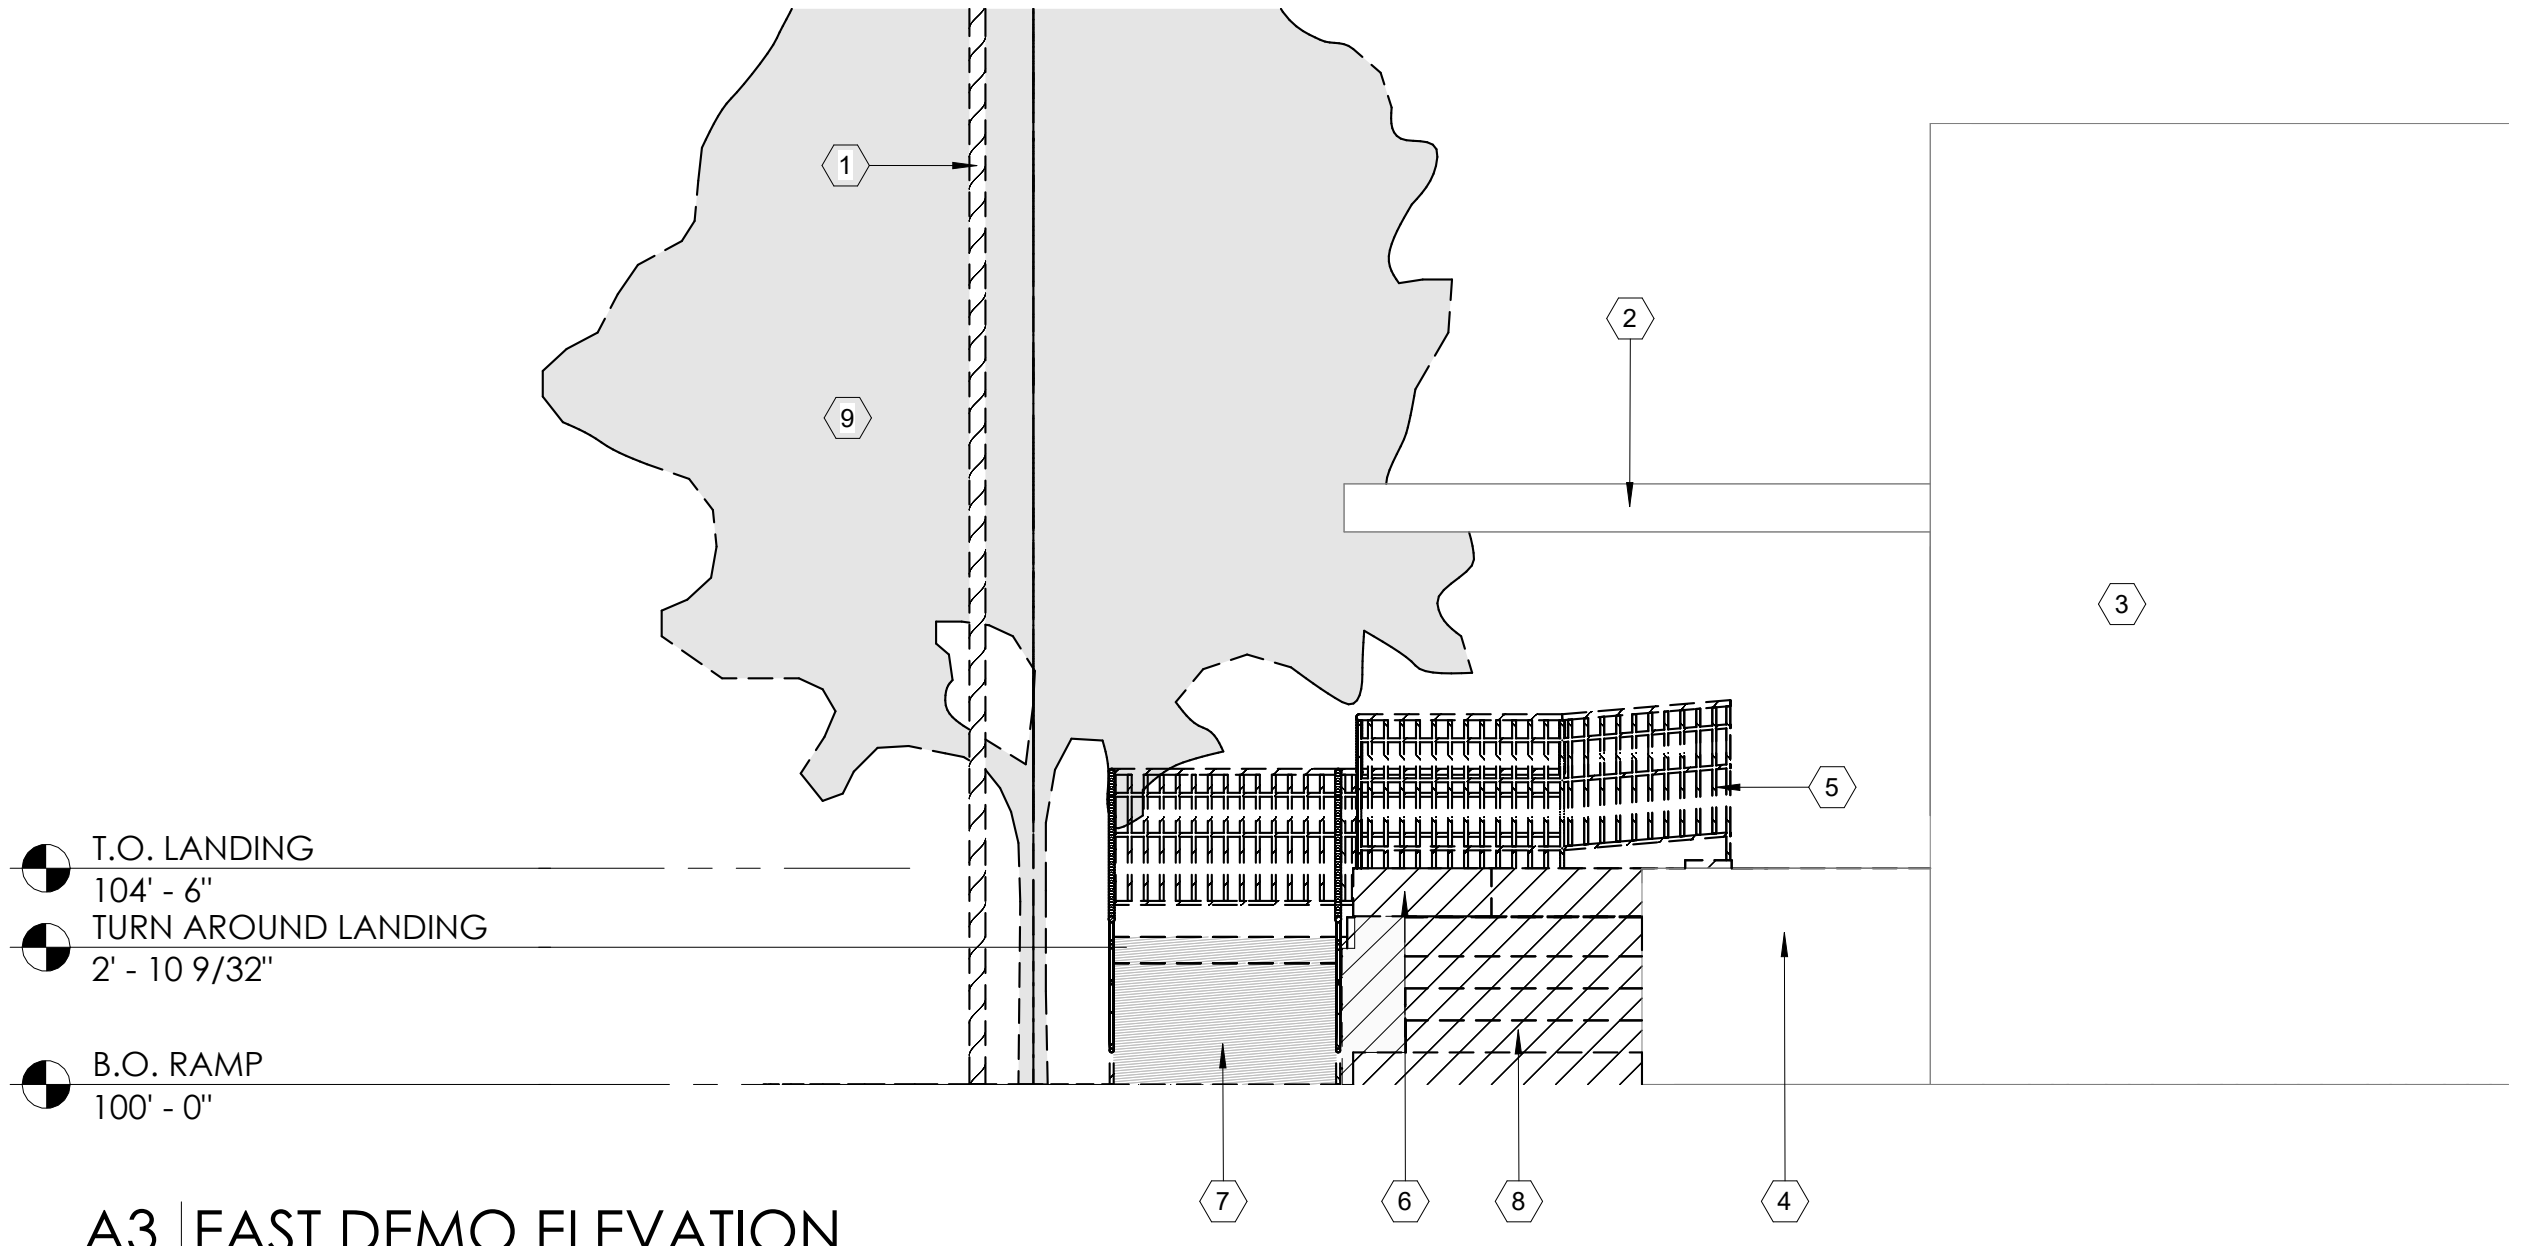 1
2
9
3
5
T.O. LANDING
104' - 6"
TURN AROUND LANDING
2' - 10 9/32"
B.O. RAMP
100' - 0"
7
6
8
4
A3 EAST DEMO ELEVATION